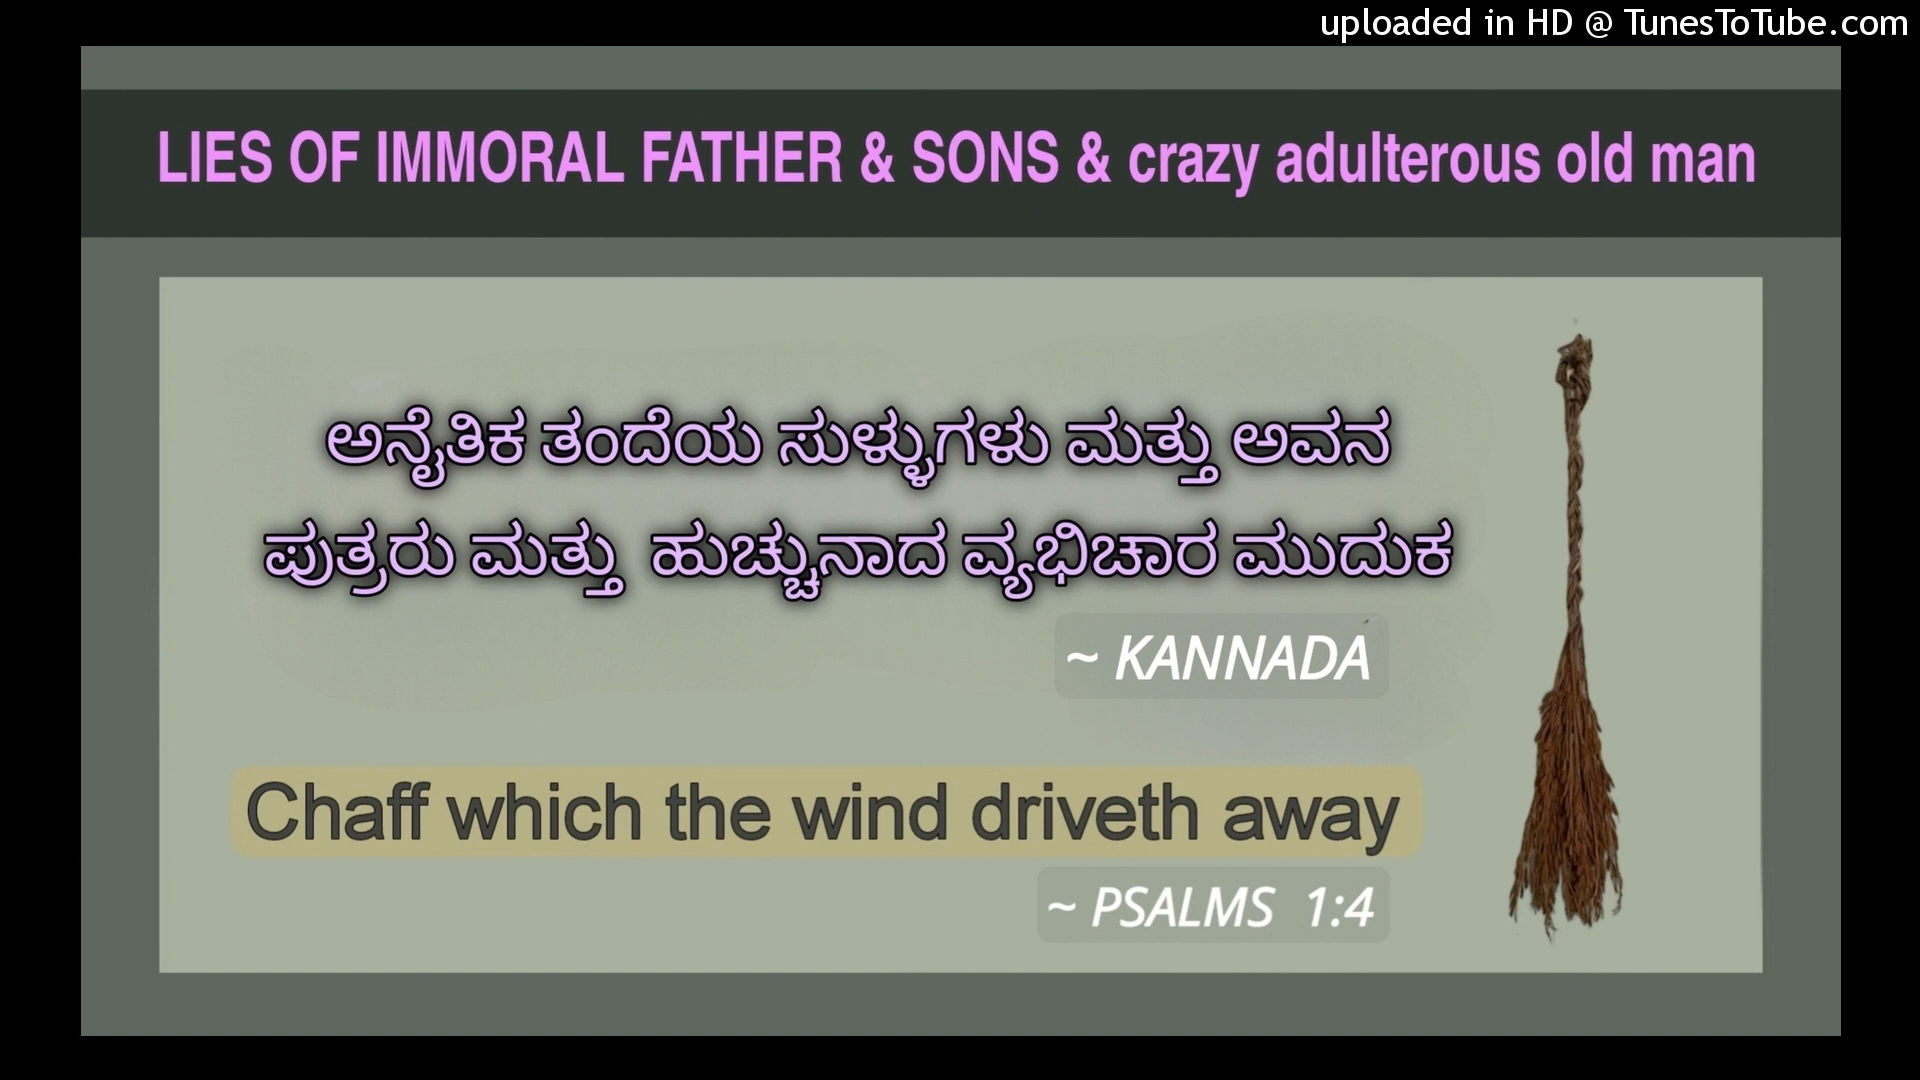 uploaded in HD @ TunesToTube.com
LIES OF IMMORAL FATHER & SONS & crazy adulterous old man
ಅನೈತಿಕ ತಂದೆಯ ಸುಳ್ಳುಗಳು ಮತ್ತು ಅವನ
ಪುತ್ರರು ಮತ್ತು ಹುಚ್ಚುನಾದ ವ್ಯಭಿಚಾರ ಮುದುಕ
~ KANNADA
Chaff which the wind driveth away
~ PSALMS 1:4